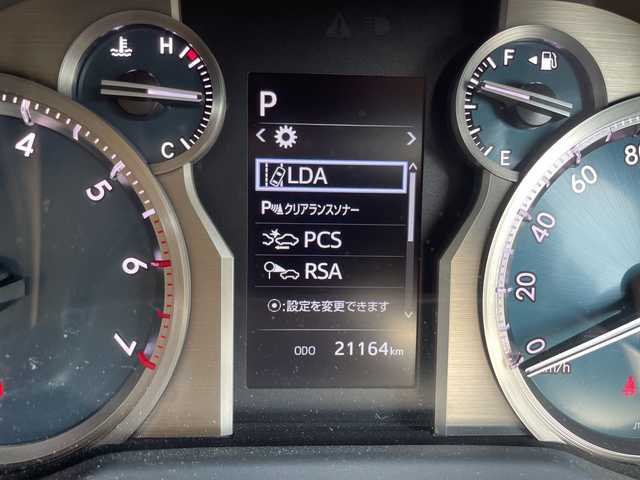 H
C
F
E
P
LDA
Pクリアランスソナー
PCS
RSA
:設定を変更できます
ODO 21164km
4
5
6
7
80
60
40
20
0
km/h